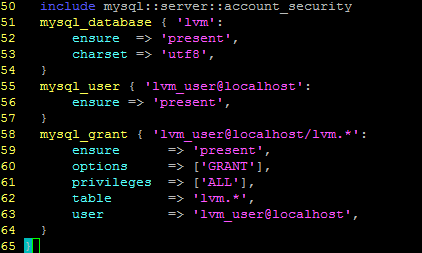 50   include mysql::server::account_security
51   mysql_database { 'lvm':
52       ensure  => 'present',
53       charset => 'utf8',
54   }
55   mysql_user { 'lvm_user@localhost':
56       ensure => 'present',
57   }
58   mysql_grant { 'lvm_user@localhost/lvm.*':
59       ensure      => 'present',
60       options     => ['GRANT'],
61       privileges  => ['ALL'],
62       table       => 'lvm.*',
63       user        => 'lvm_user@localhost',
64   }
65 }